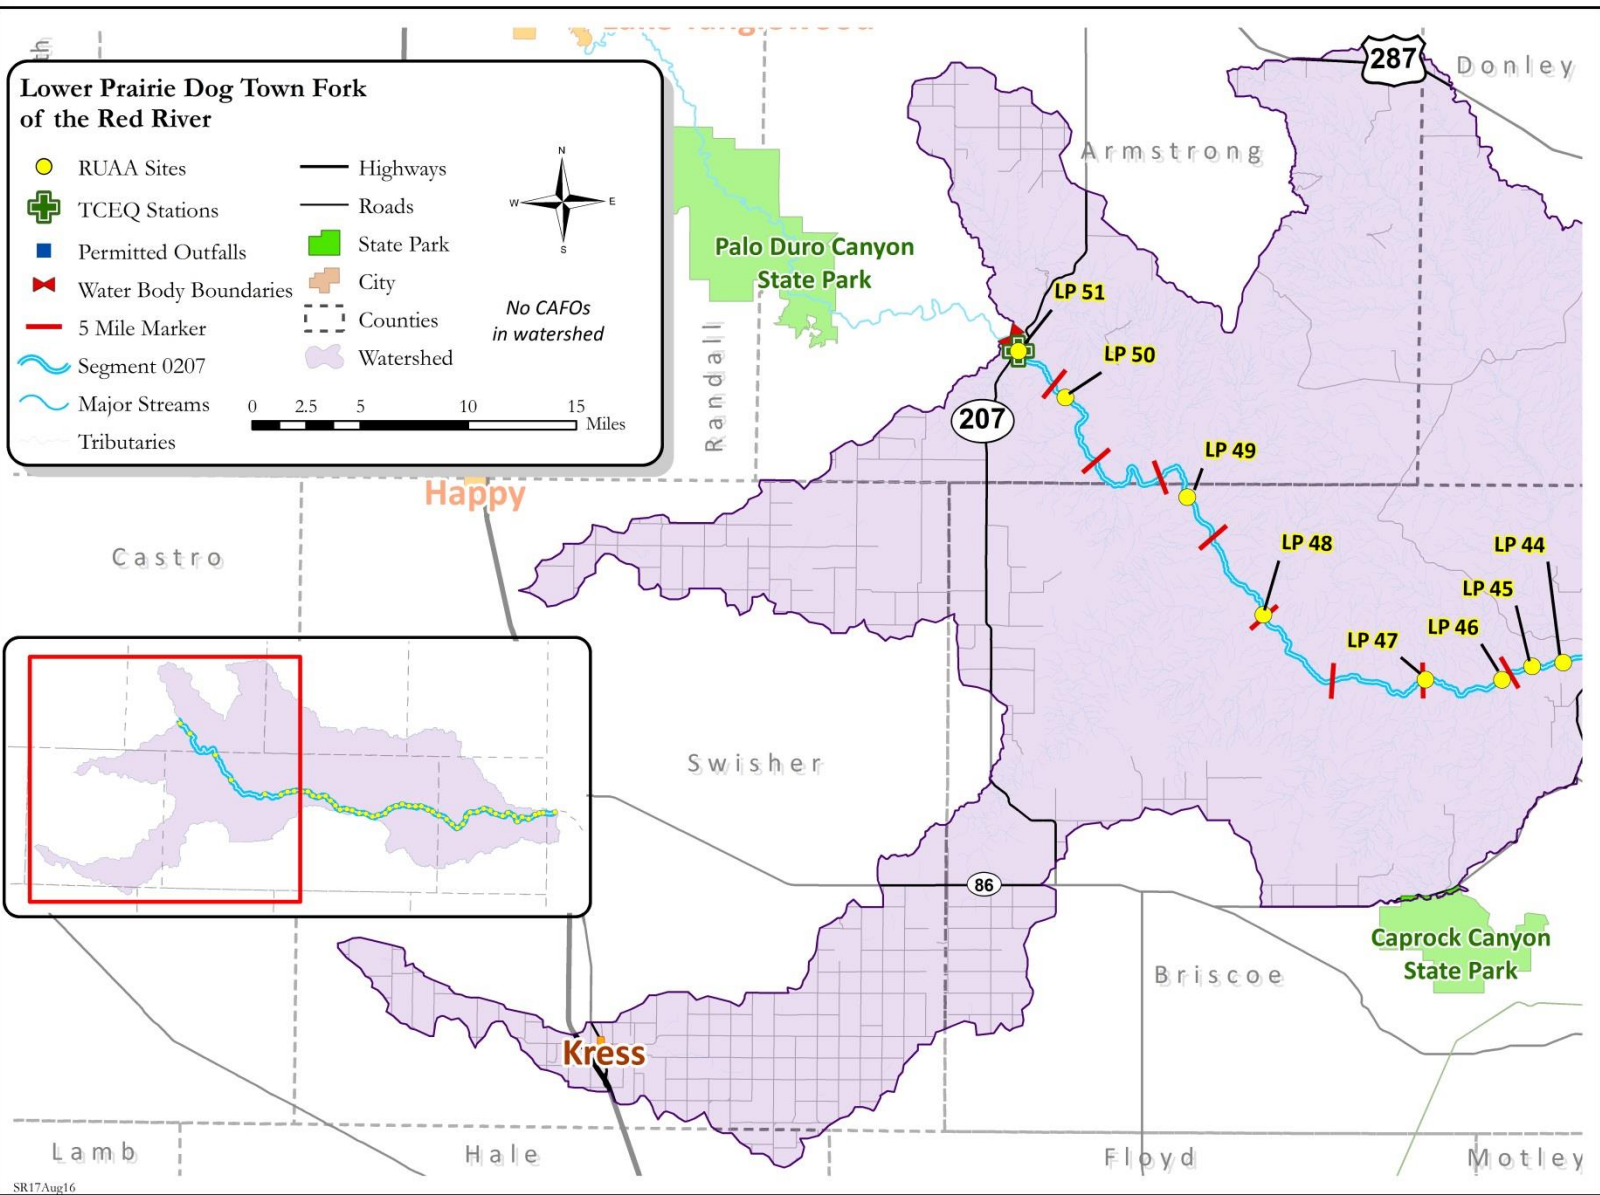 Lower Prairie Dog Town Fork
of the Red River
RUAA Sites
TCEQ Stations
Permitted Outfalls
Water Body Boundaries
5 Mile Marker
Segment 0207
Major Streams
Tributaries
Highways
Roads
State Park
City
Counties
Watershed
N
W
E
S
No CAFOs
in watershed
0 2.5 5 10 15
Miles
287
Donley
Armstrong
Palo Duro Canyon
State Park
Randall
LP 51
LP 50
207
LP 49
Happy
Castro
LP 48
LP 44
LP 45
LP 46
LP 47
Swisher
86
Caprock Canyon
State Park
Briscoe
Kress
Lamb
Hale
Floyd
Motley
SR17Aug16